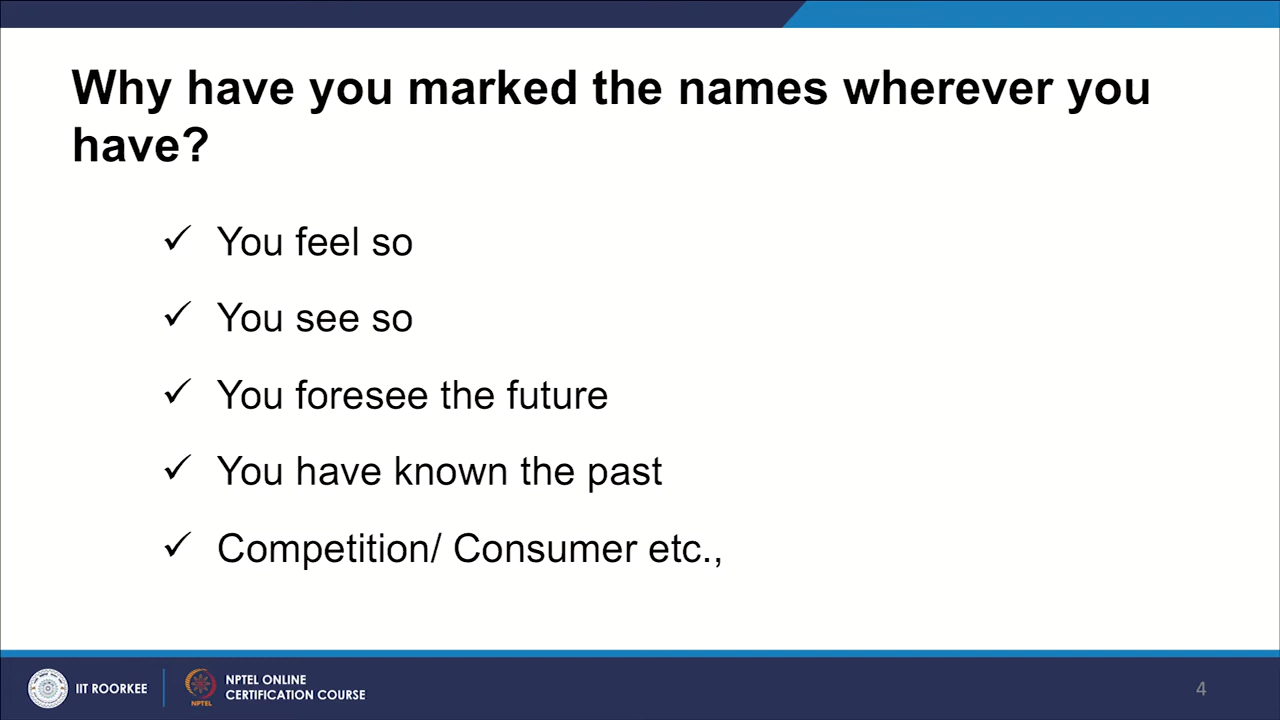 Why have you marked the names wherever you
have?
✓ You feel so
✓ You see so
✓ You foresee the future
✓ You have known the past
✓ Competition/ Consumer etc.,
IIT ROORKEE
NPTEL
NPTEL ONLINE
CERTIFICATION COURSE
4